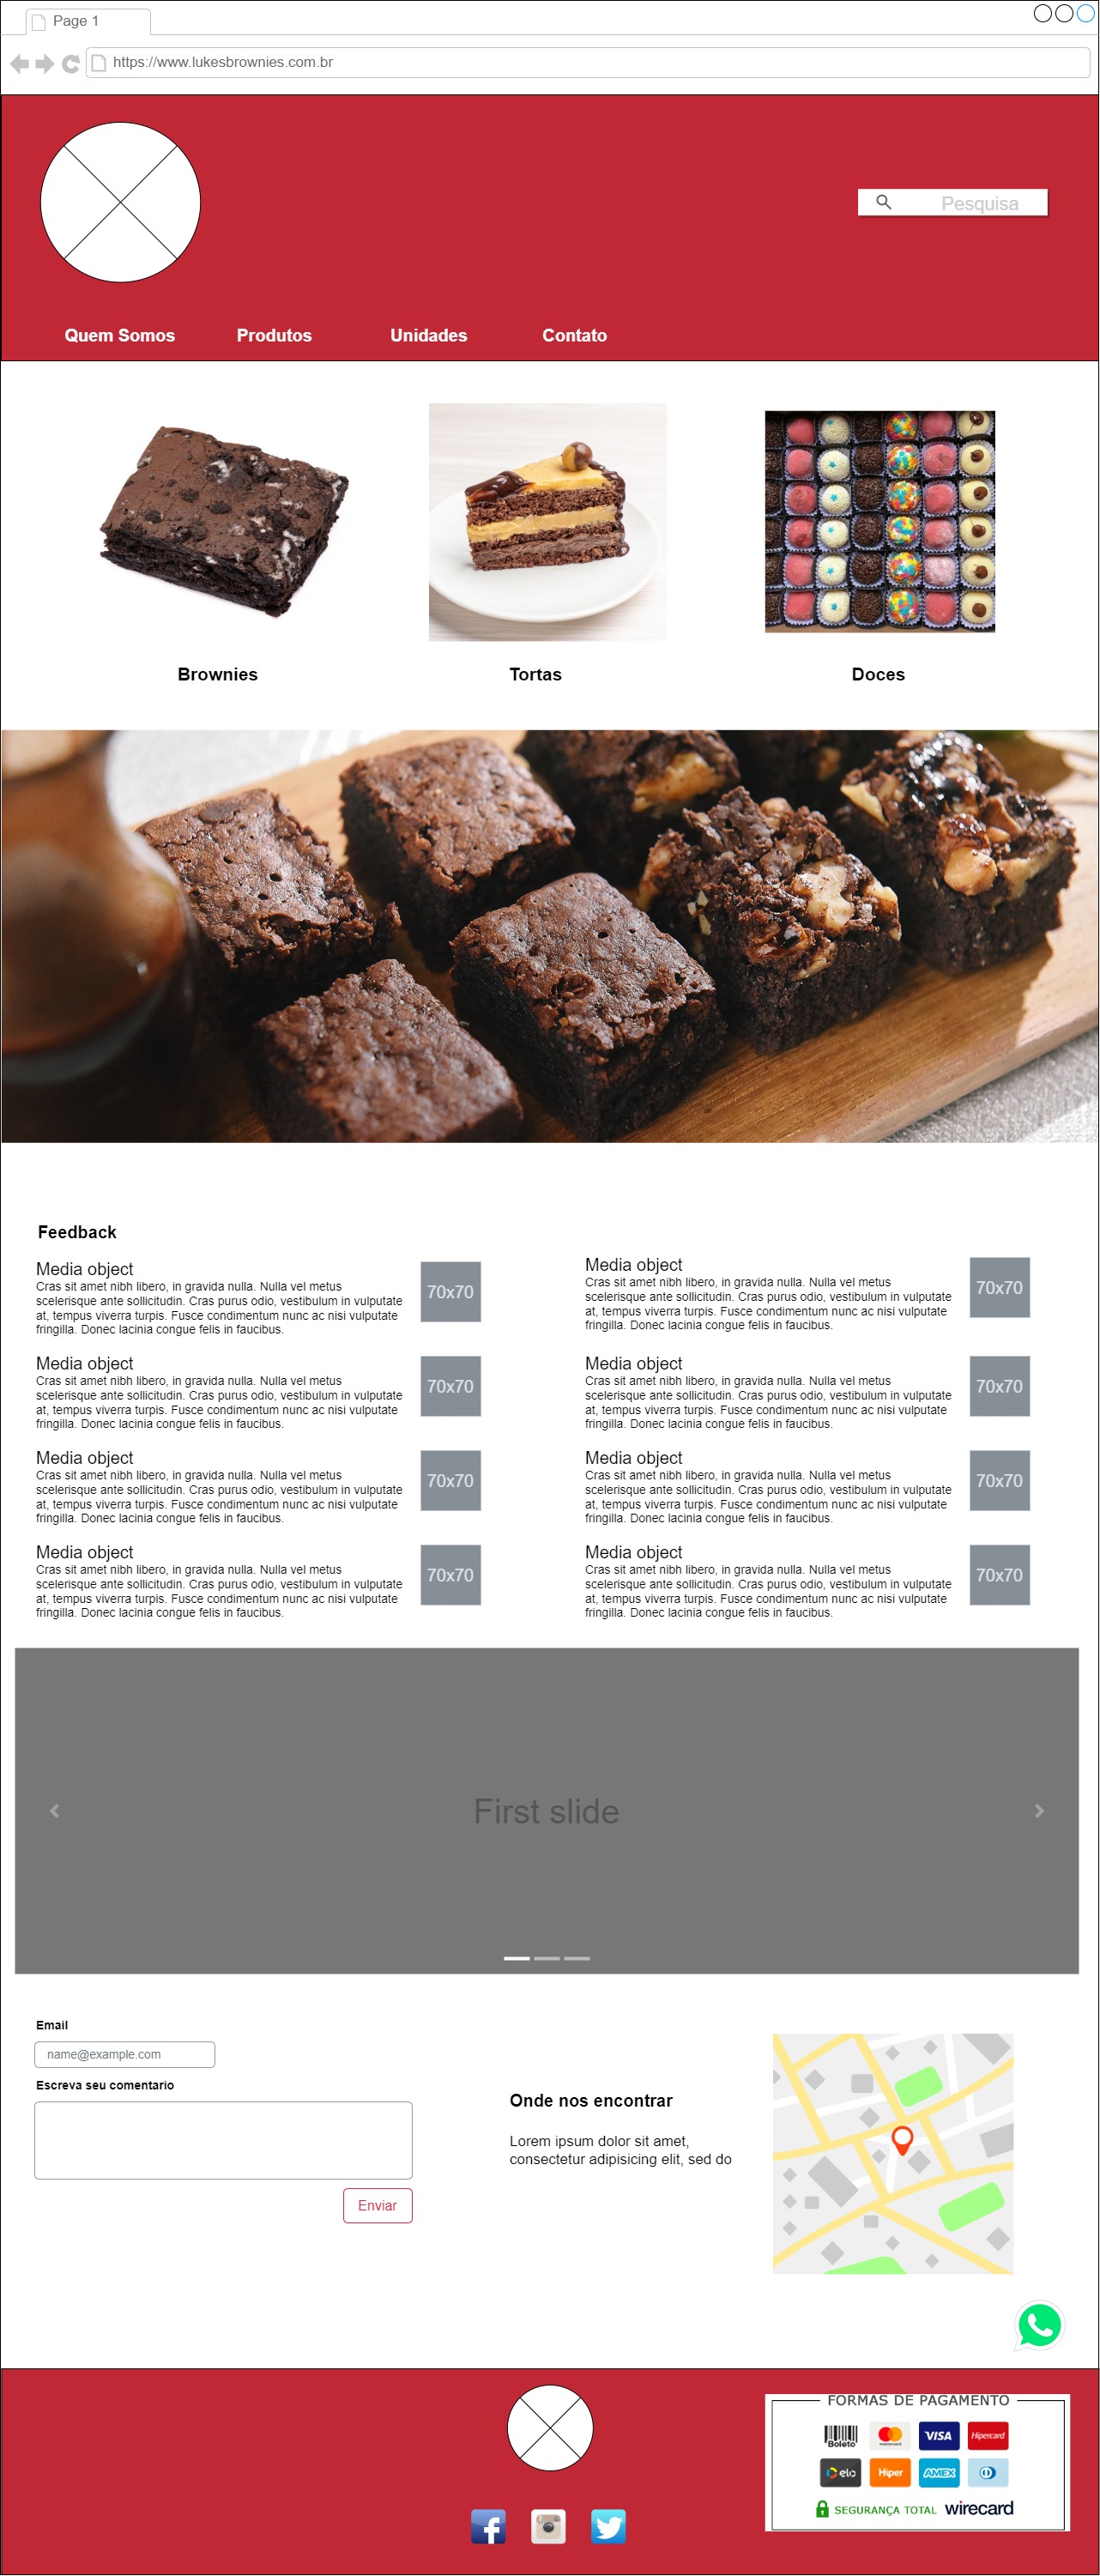 Page 1
https://www.lukesbrownies.com.br
Pesquisa
Quem Somos
Produtos
Unidades
Contato
Brownies
Tortas
Doces
Feedback
Media object
Cras sit amet nibh libero, in gravida nulla. Nulla vel metus
scelerisque ante sollicitudin. Cras purus odio, vestibulum in vulputate
at, tempus viverra turpis. Fusce condimentum nunc ac nisi vulputate
fringilla. Donec lacinia congue felis in faucibus.
70x70
Media object
Cras sit amet nibh libero, in gravida nulla. Nulla vel metus
scelerisque ante sollicitudin. Cras purus odio, vestibulum in vulputate
at, tempus viverra turpis. Fusce condimentum nunc ac nisi vulputate
fringilla. Donec lacinia congue felis in faucibus.
70x70
Media object
Cras sit amet nibh libero, in gravida nulla. Nulla vel metus
scelerisque ante sollicitudin. Cras purus odio, vestibulum in vulputate
at, tempus viverra turpis. Fusce condimentum nunc ac nisi vulputate
fringilla. Donec lacinia congue felis in faucibus.
70x70
Media object
Cras sit amet nibh libero, in gravida nulla. Nulla vel metus
scelerisque ante sollicitudin. Cras purus odio, vestibulum in vulputate
at, tempus viverra turpis. Fusce condimentum nunc ac nisi vulputate
fringilla. Donec lacinia congue felis in faucibus.
70x70
Media object
Cras sit amet nibh libero, in gravida nulla. Nulla vel metus
scelerisque ante sollicitudin. Cras purus odio, vestibulum in vulputate
at, tempus viverra turpis. Fusce condimentum nunc ac nisi vulputate
fringilla. Donec lacinia congue felis in faucibus.
70x70
Media object
Cras sit amet nibh libero, in gravida nulla. Nulla vel metus
scelerisque ante sollicitudin. Cras purus odio, vestibulum in vulputate
at, tempus viverra turpis. Fusce condimentum nunc ac nisi vulputate
fringilla. Donec lacinia congue felis in faucibus.
70x70
Media object
Cras sit amet nibh libero, in gravida nulla. Nulla vel metus
scelerisque ante sollicitudin. Cras purus odio, vestibulum in vulputate
at, tempus viverra turpis. Fusce condimentum nunc ac nisi vulputate
fringilla. Donec lacinia congue felis in faucibus.
70x70
Media object
Cras sit amet nibh libero, in gravida nulla. Nulla vel metus
scelerisque ante sollicitudin. Cras purus odio, vestibulum in vulputate
at, tempus viverra turpis. Fusce condimentum nunc ac nisi vulputate
fringilla. Donec lacinia congue felis in faucibus.
70x70
First slide
Email
name@example.com
Escreva seu comentario
Enviar
Onde nos encontrar
Lorem ipsum dolor sit amet,
consectetur adipisicing elit, sed do
FORMAS DE PAGAMENTO
Boleto
mastercard
VISA
Hipercard
elo
Hiper
AMEX
SEGURANÇA TOTAL wirecard